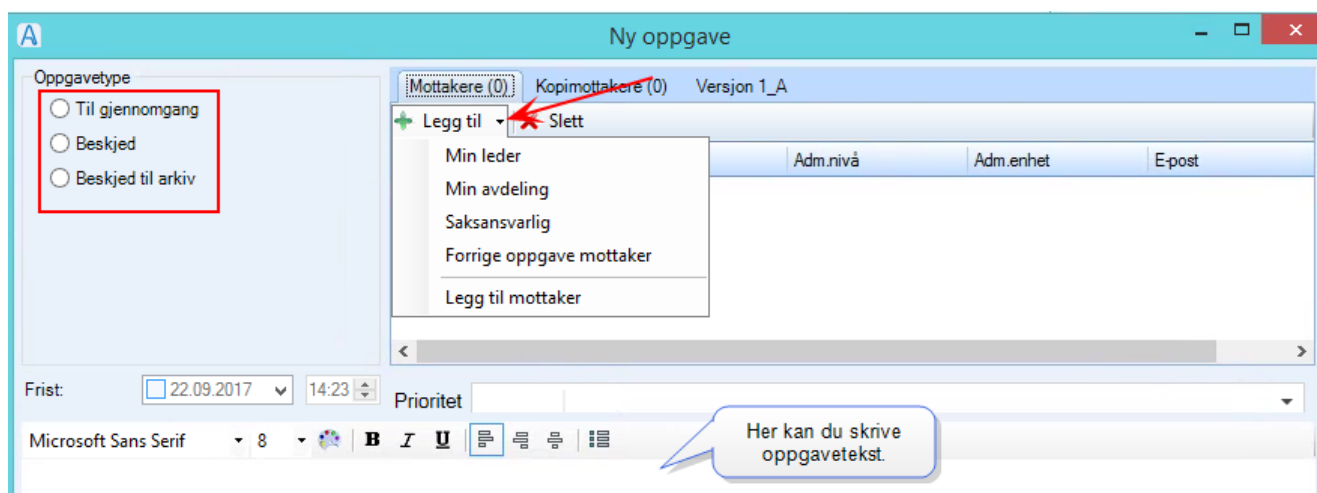 Ny oppgave
Oppgavetype
Til gjennomgang
Beskjed
Beskjed til arkiv
Mottakere (0) Kopimottakere (0) Versjon 1_A
Legg til Slett
Min leder
Min avdeling
Saksansvarlig
Forrige oppgave mottaker
Legg til mottaker
Adm.nivå Adm.enhet E-post
Frist: 22.09.2017 14:23
Prioritet
Microsoft Sans Serif 8 B I U
Her kan du skrive
oppgavetekst.